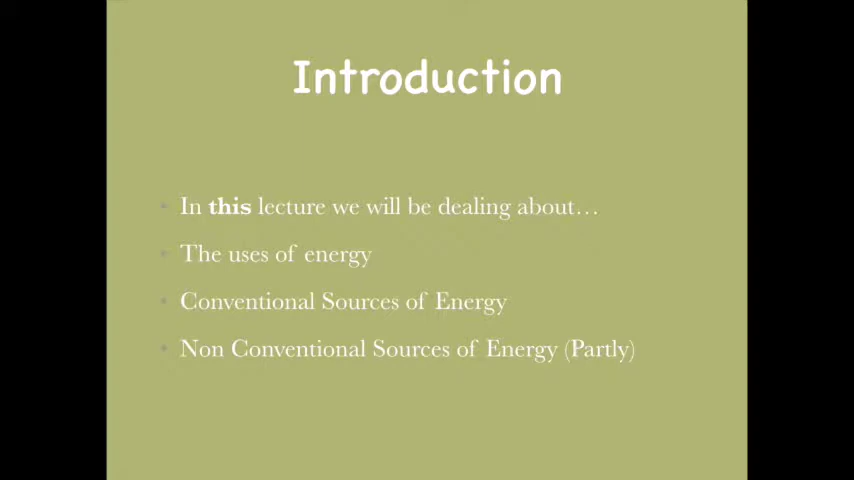 Introduction
In this lecture we will be dealing about…
The uses of energy
Conventional Sources of Energy
Non Conventional Sources of Energy (Partly)